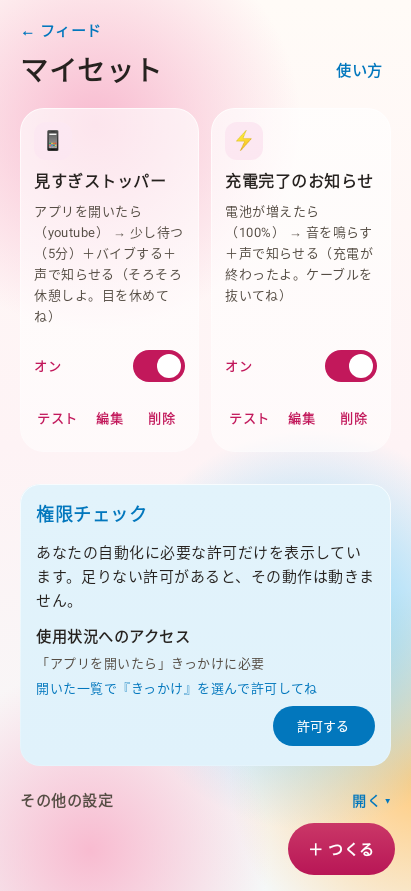 ← フィード
マイセット
使い方
見すぎストッパー
アプリを開いたら
（youtube） → 少し待つ
（5分）＋バイブする＋
声で知らせる（そろそろ
休憩しよ。目を休めて
ね）
オン
テスト 編集 削除
充電完了のお知らせ
電池が増えたら
（100%） → 音を鳴らす
＋声で知らせる（充電が
終わったよ。ケーブルを
抜いてね）
オン
テスト 編集 削除
権限チェック
あなたの自動化に必要な許可だけを表示してい
ます。足りない許可があると、その動作は動きま
せん。
使用状況へのアクセス
「アプリを開いたら」きっかけに必要
開いた一覧で『きっかけ』を選んで許可してね
許可する
その他の設定
開く ▾
＋ つくる